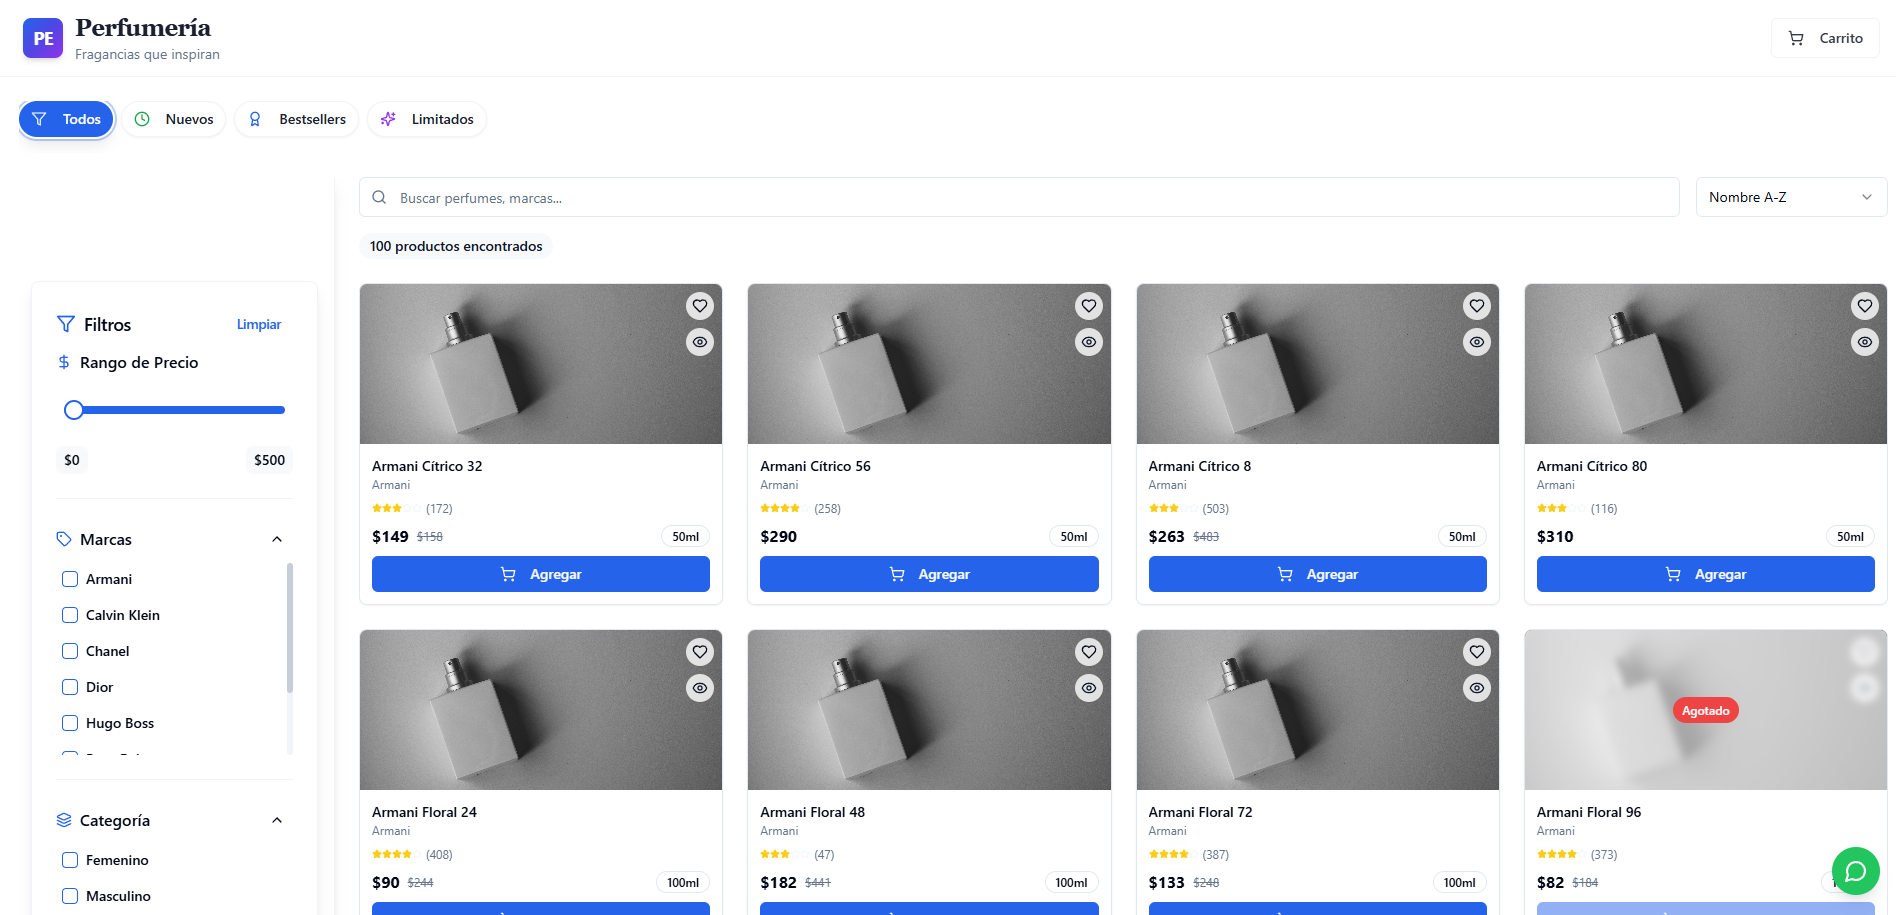 PE
Perfumería
Fragancias que inspiran
Carrito
Todos
Nuevos
Bestsellers
Limitados
Buscar perfumes, marcas...
Nombre A-Z
100 productos encontrados
Filtros
Limpiar
$ Rango de Precio
$0
$500
Marcas
Armani
Calvin Klein
Chanel
Dior
Hugo Boss
Categoría
Femenino
Masculino
Armani Cítrico 32
Armani
(172)
$149 $158
50ml
Agregar
Armani Cítrico 56
Armani
(258)
$290
50ml
Agregar
Armani Cítrico 8
Armani
(503)
$263 $483
50ml
Agregar
Armani Cítrico 80
Armani
(116)
$310
50ml
Agregar
Armani Floral 24
Armani
(408)
$90 $244
100ml
Armani Floral 48
Armani
(47)
$182 $441
100ml
Armani Floral 72
Armani
(387)
$133 $248
100ml
Agotado
Armani Floral 96
Armani
(373)
$82 $184